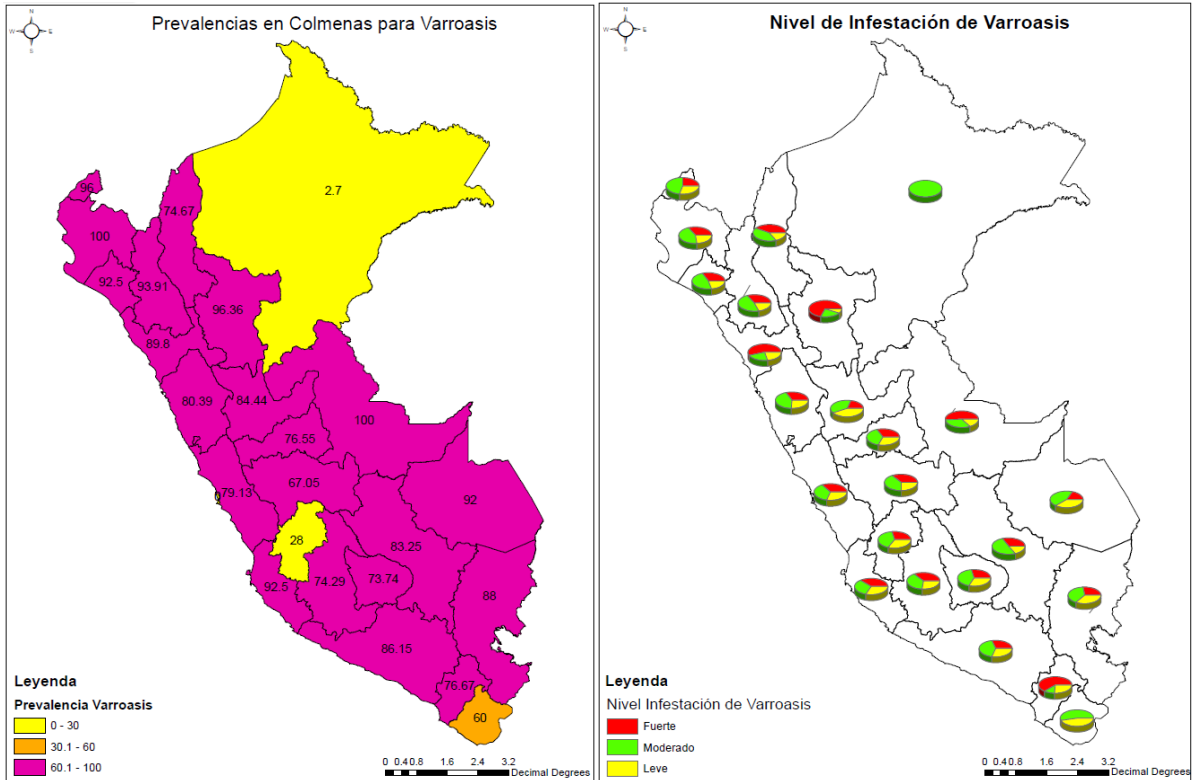 Prevalencias en Colmenas para Varroasis
N
W
E
S
2.7
96
74.67
100
92.5
93.91
96.36
89.8
80.39
84.44
100
76.55
79.13
67.05
92
28
83.25
92.5
74.29
73.74
88
86.15
76.67
60
Leyenda
Prevalencia Varroasis
0 - 30
30.1 - 60
60.1 - 100
0 0.4 0.8 1.6 2.4 3.2
Decimal Degrees
Nivel de Infestación de Varroasis
N
W
E
S
Leyenda
Nivel Infestación de Varroasis
Fuerte
Moderado
Leve
0 0.4 0.8 1.6 2.4 3.2
Decimal Degrees